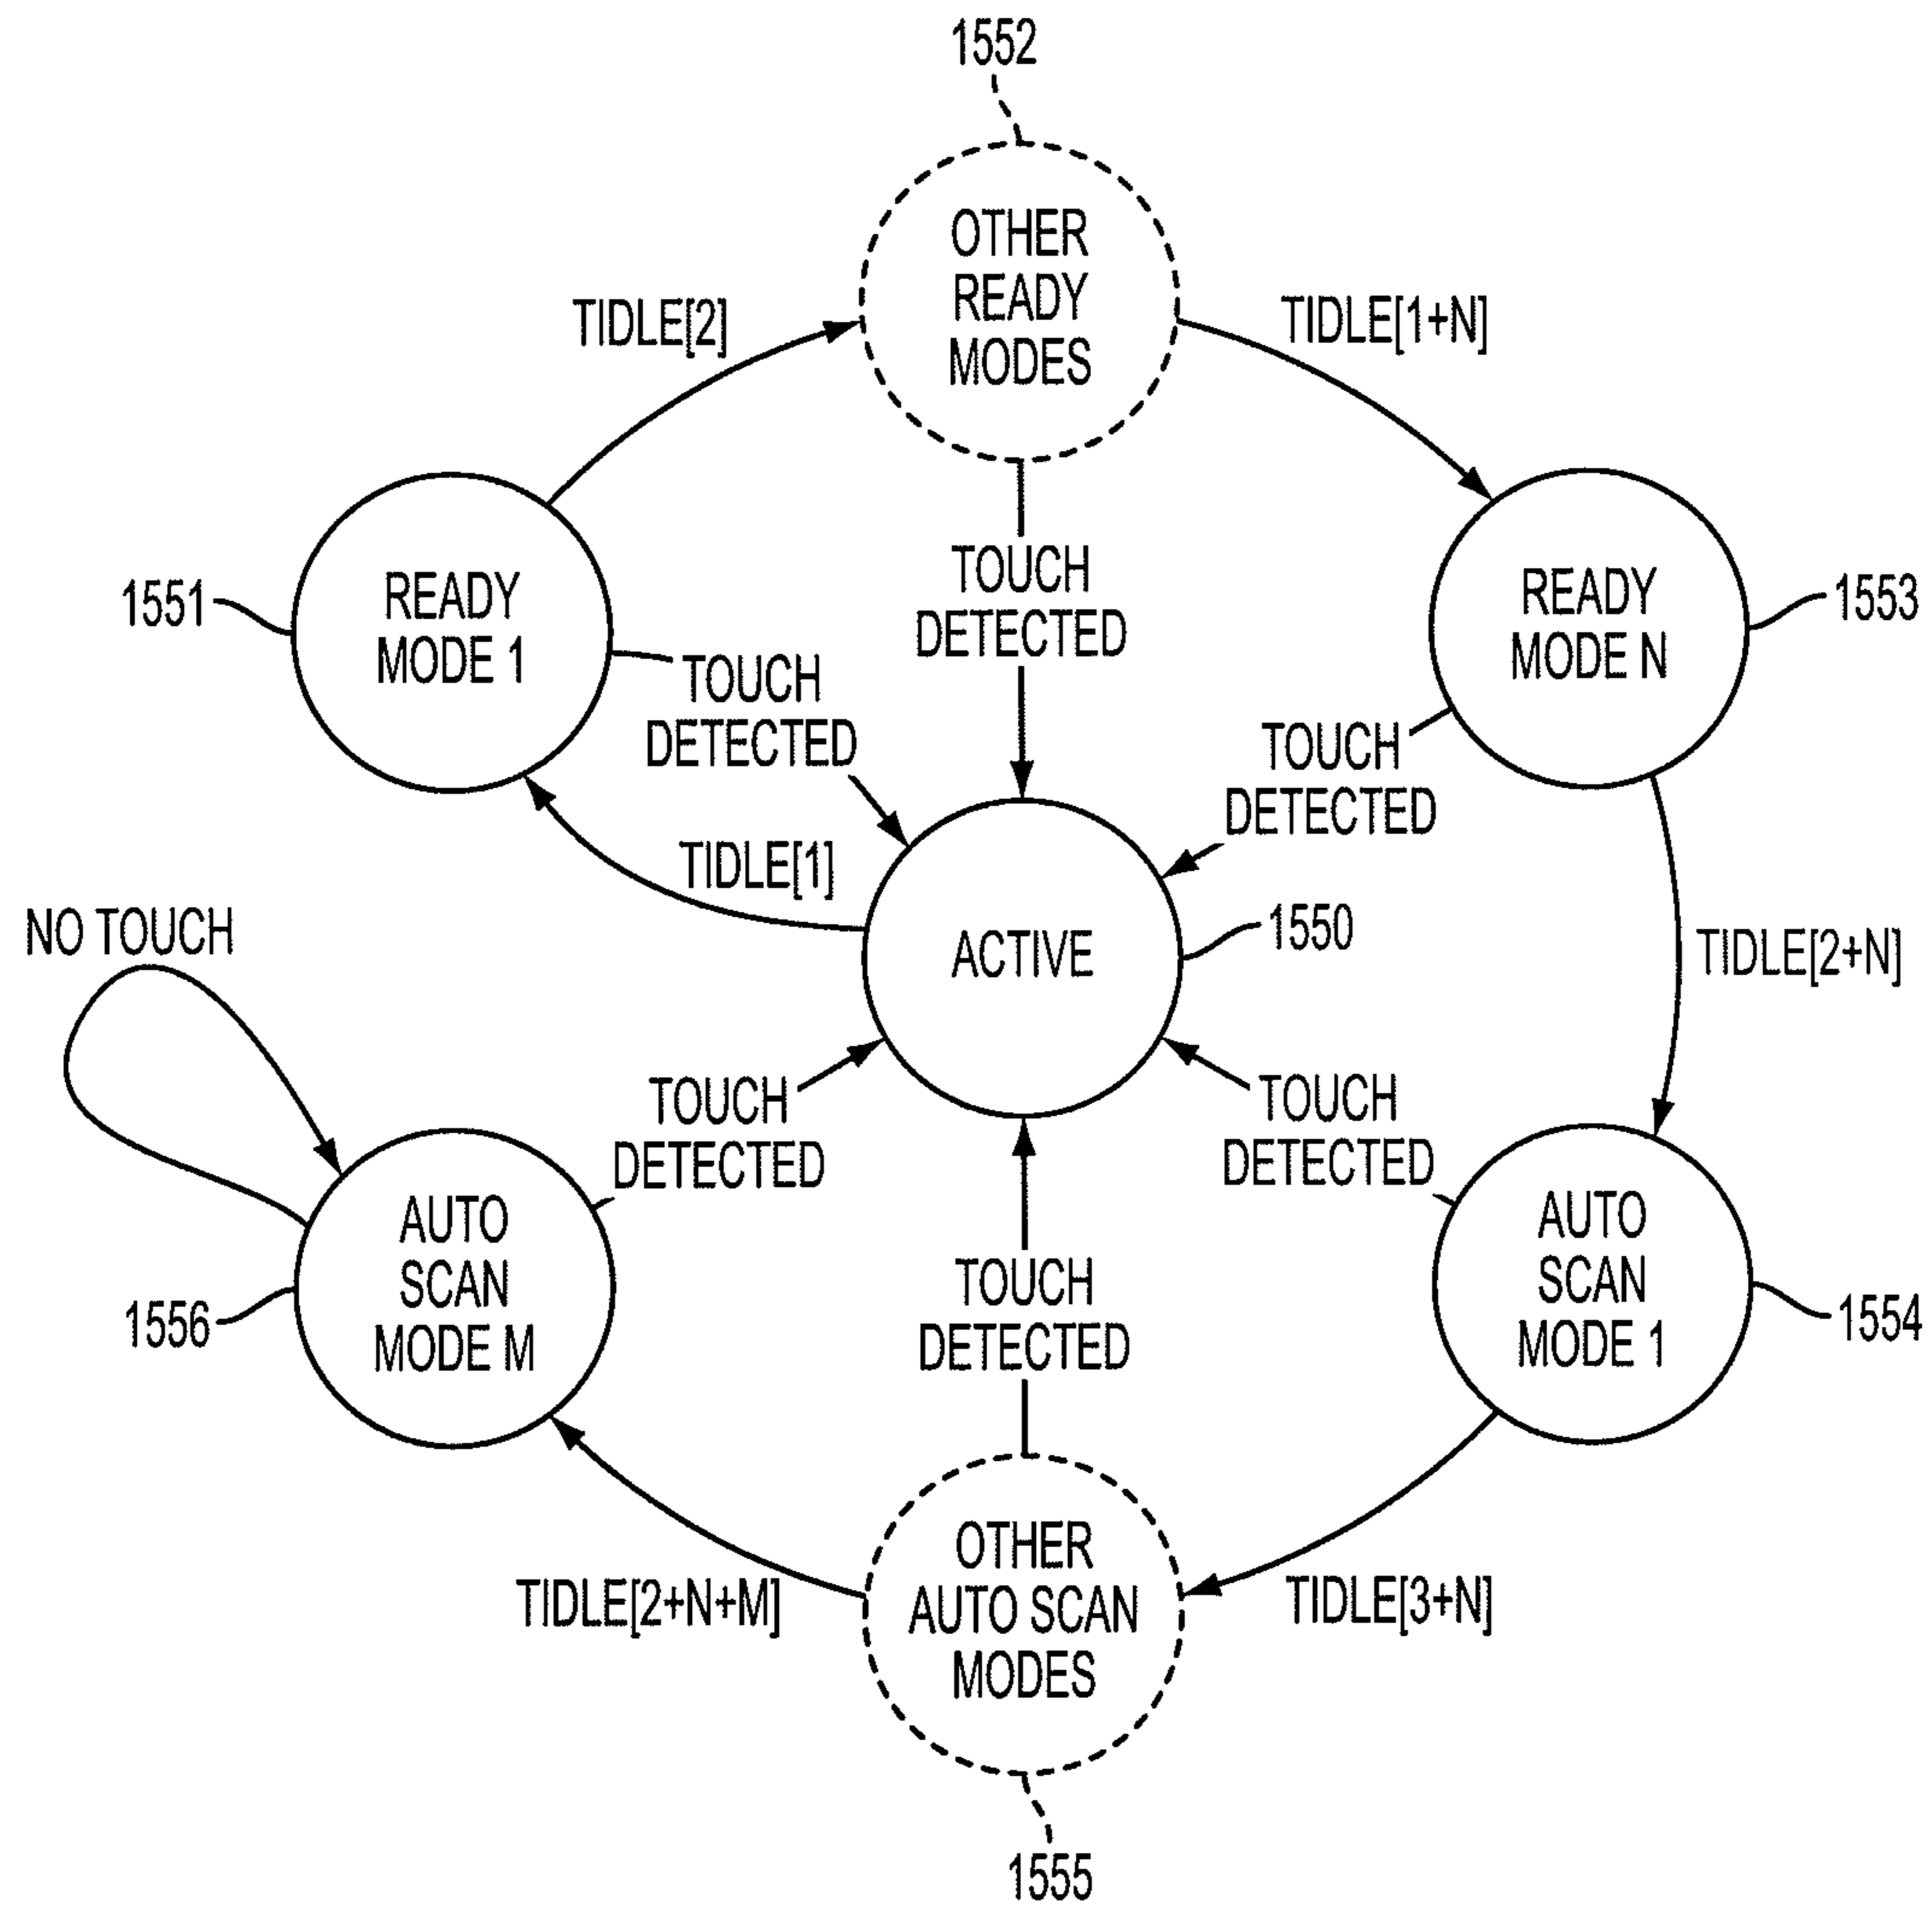 1552
OTHER
READY
MODES
TIDLE[2]
TIDLE[1+N]
1551
READY
MODE 1
TOUCH
DETECTED
READY
MODE N
1553
TOUCH
DETECTED
TOUCH
DETECTED
TIDLE[1]
NO TOUCH
ACTIVE
1550
TIDLE[2+N]
TOUCH
DETECTED
TOUCH
DETECTED
AUTO
SCAN
MODE M
1556
TOUCH
DETECTED
AUTO
SCAN
MODE 1
1554
TIDLE[2+N+M]
OTHER
AUTO SCAN
MODES
TIDLE[3+N]
1555